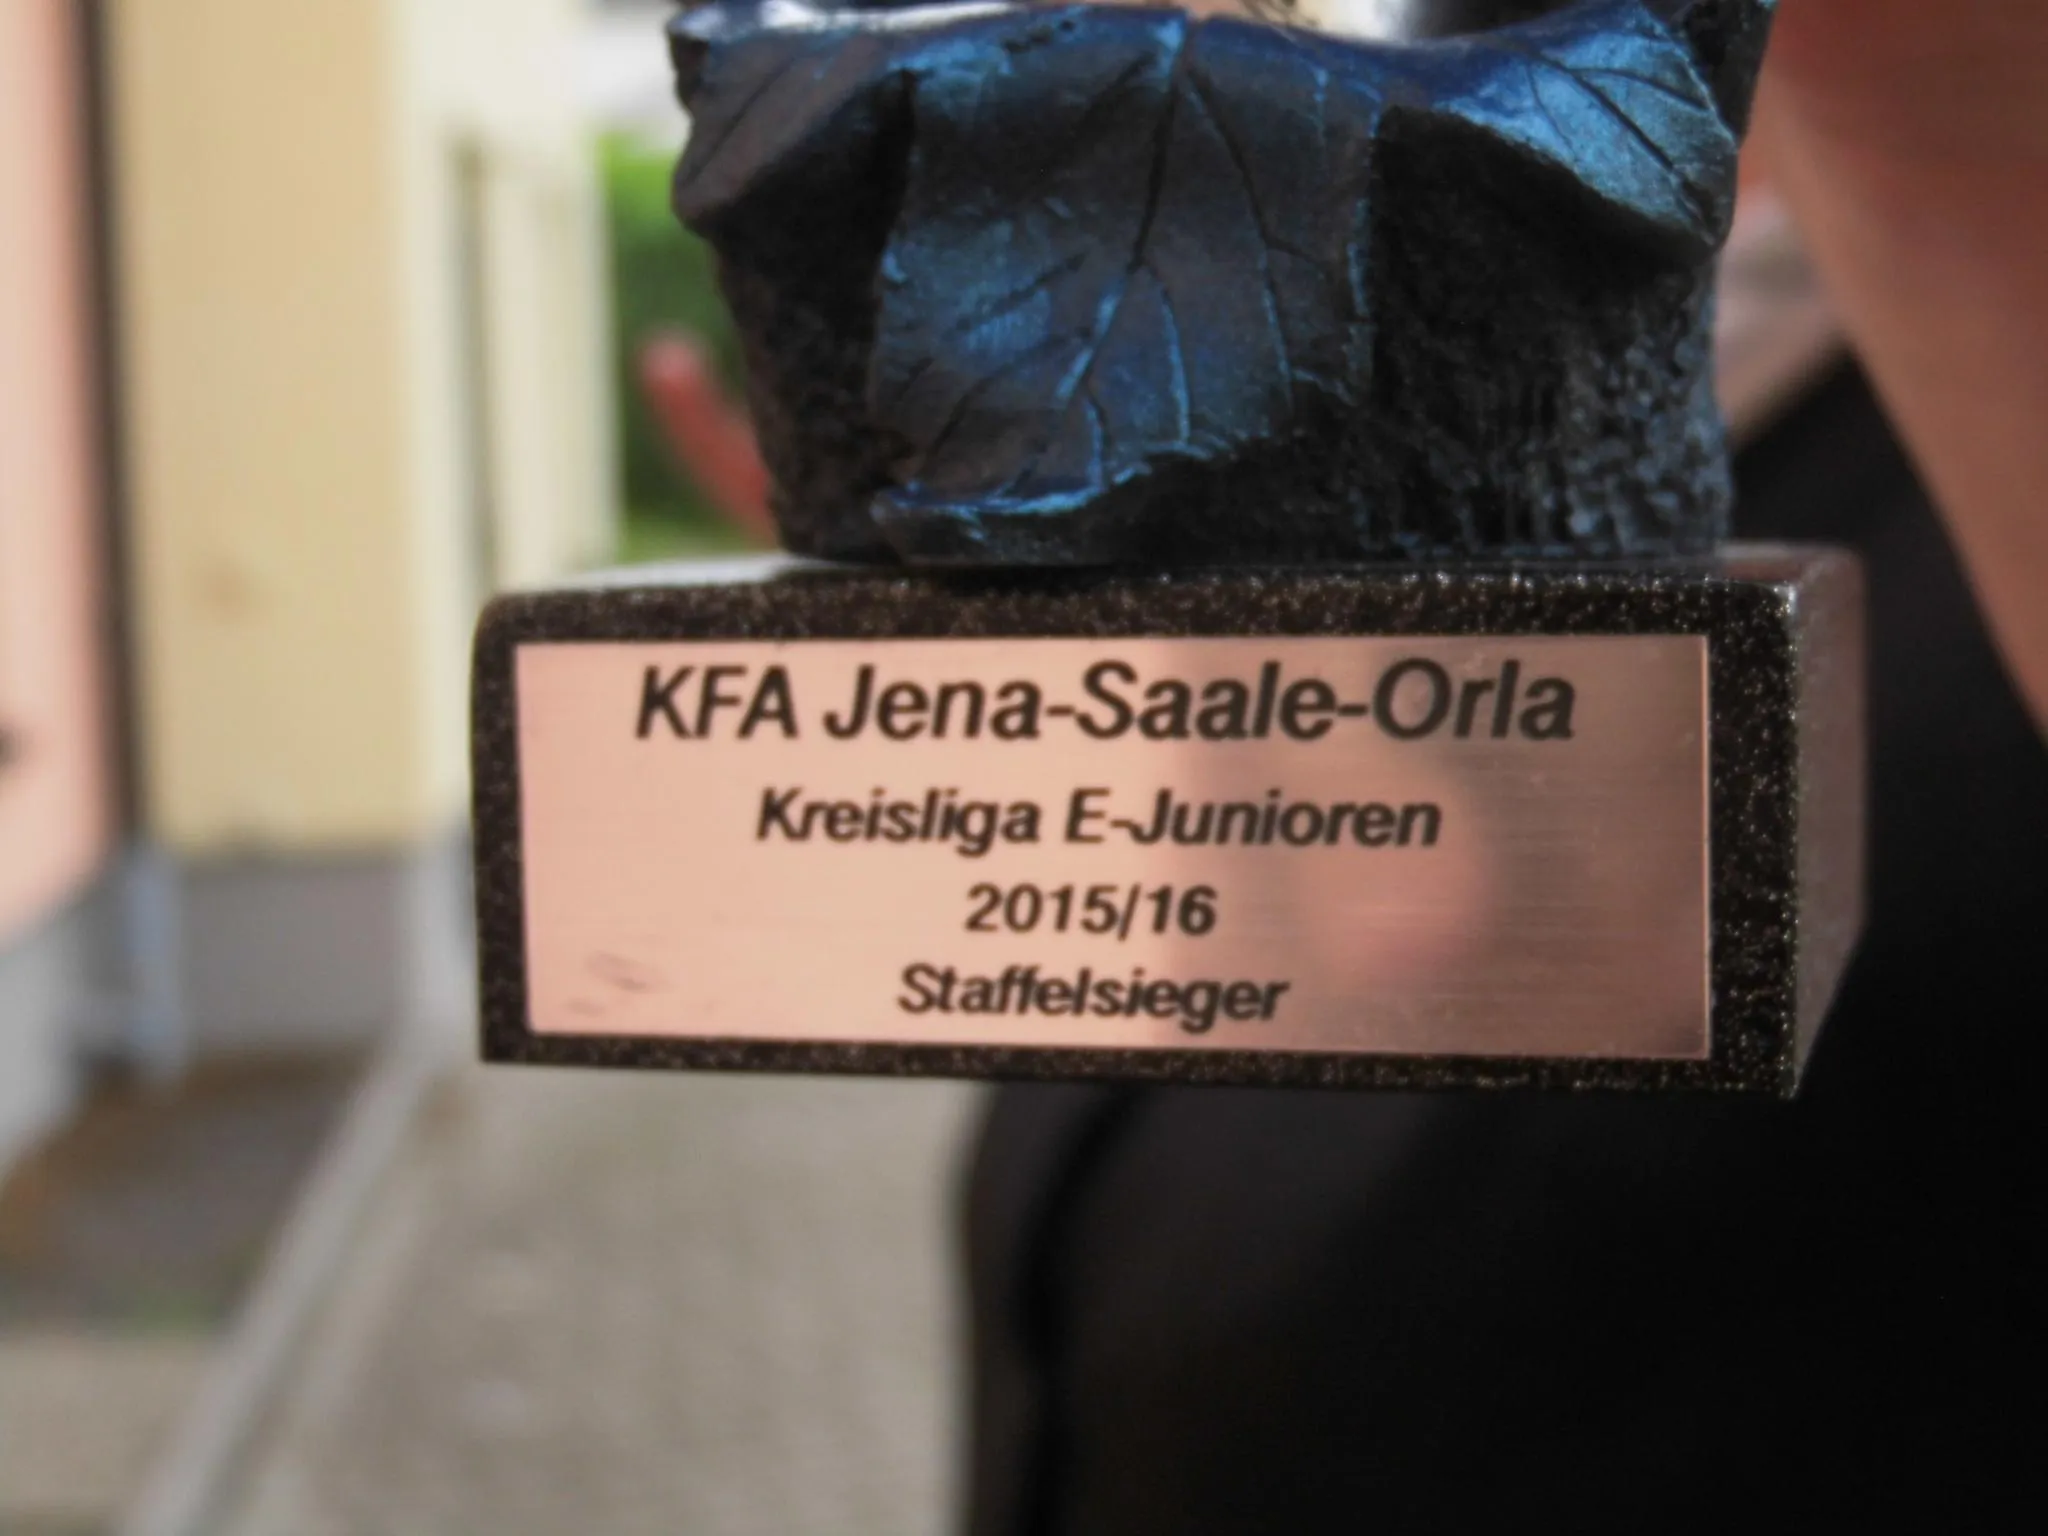 KFA Jena-Saale-Orla
Kreisliga E-Junioren
2015/16
Staffelsieger